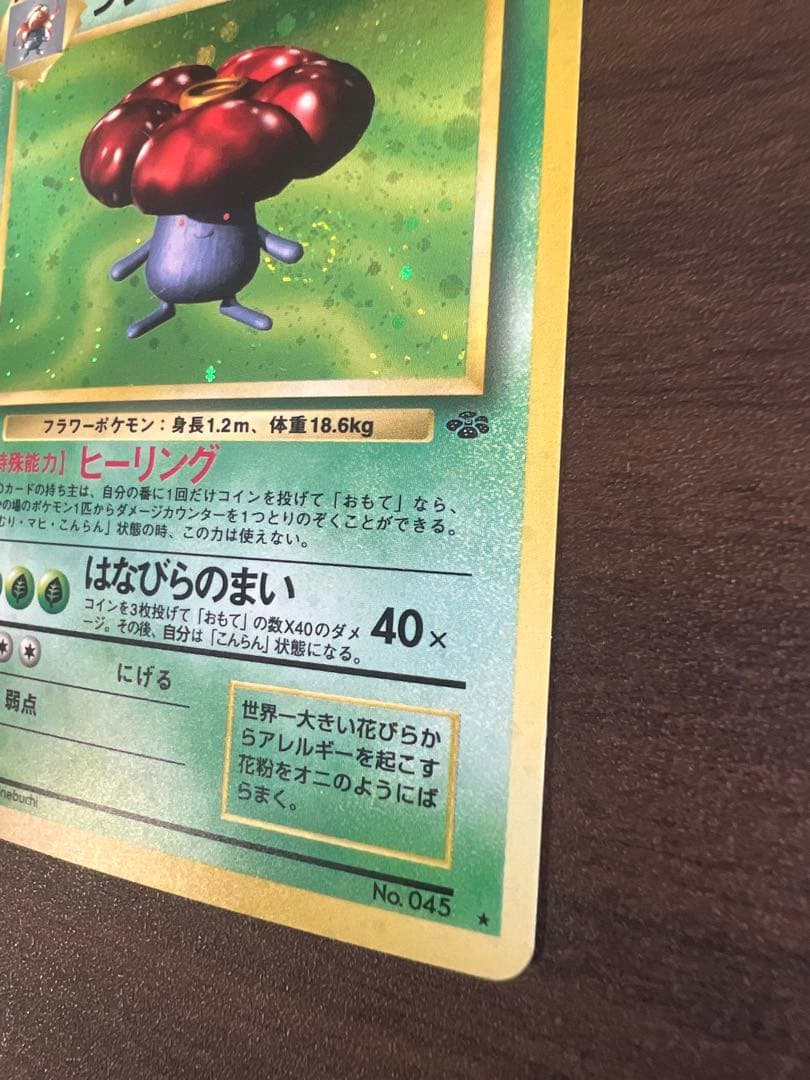 フラワーポケモン：身長1.2m、体重18.6kg
特殊能力】ヒーリング
カードの持ち主は、自分の番に1回だけコインを投げて「おもて」なら、
の場のポケモン1匹からダメージカウンターを1つとりのぞくことができる。
むり・マヒ・こんらん」状態の時、この力は使えない。
はなびらのまい
コインを3枚投げて「おもて」の数X40のダメ
ージ。その後、自分は「こんらん」状態になる。
40×
にげる
弱点
世界一大きい花びらか
らアレルギーを起こす
花粉をオニのようにば
らまく。
nebuchi
No. 045 ★